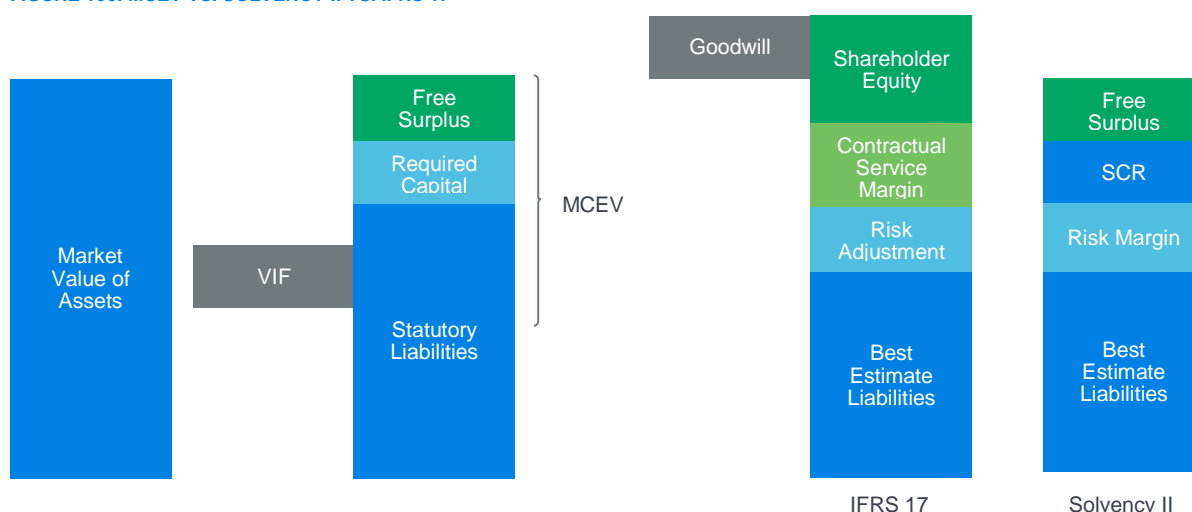 Market
Value of
Assets
VIF
Free
Surplus
Required
Capital
Statutory
Liabilities
MCEV
Goodwill
Shareholder
Equity
Contractual
Service
Margin
Risk
Adjustment
Best
Estimate
Liabilities
IFRS 17
Free
Surplus
SCR
Risk Margin
Best
Estimate
Liabilities
Solvency II